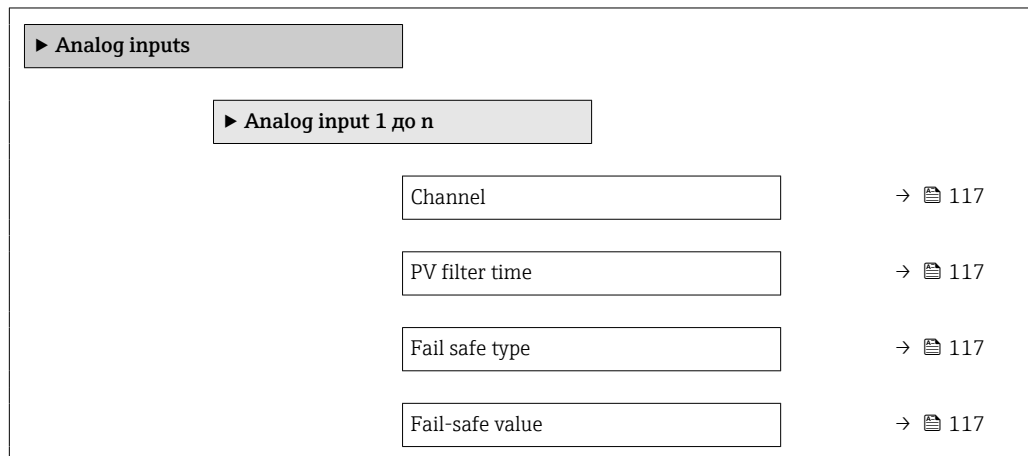 ▶ Analog inputs
▶ Analog input 1 до n
Channel → 117
PV filter time → 117
Fail safe type → 117
Fail-safe value → 117